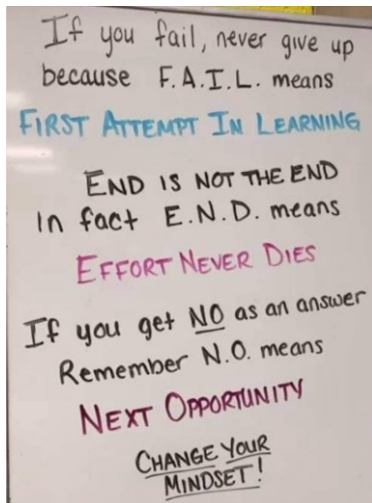 If you fail, never give up
because F.A.I.L. means
FIRST ATTEMPT IN LEARNING
END IS NOT THE END
In fact E.N.D. means
EFFORT NEVER DIES
If you get NO as an answer
Remember N.O. means
NEXT OPPORTUNITY
CHANGE YOUR
MINDSET!